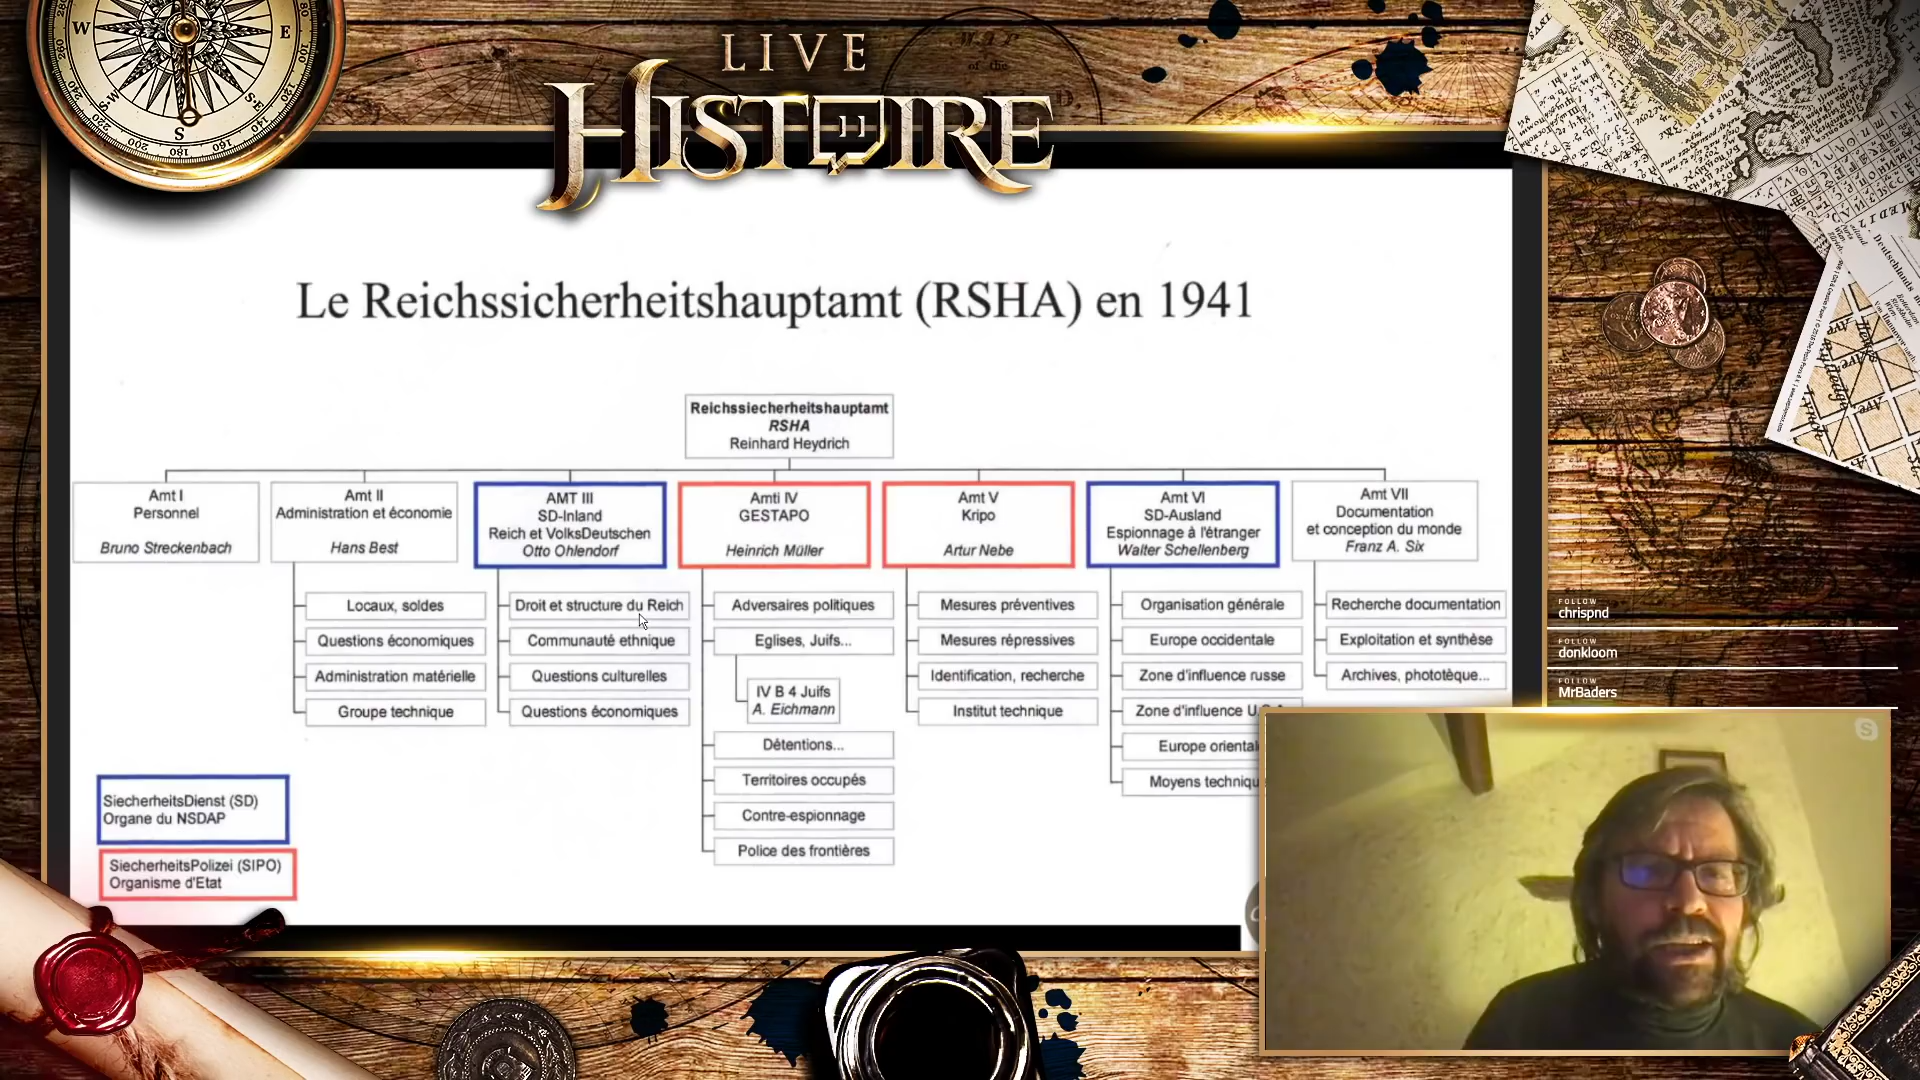 LIVE
HISTOIRE
Le Reichssicherheitshauptamt (RSHA) en 1941
Reichssiecherheitshauptamt
RSHA
Reinhard Heydrich
Amt I
Personnel
Bruno Streckenbach
Amt II
Administration et économie
Hans Best
AMT III
SD-Inland
Reich et VolksDeutschen
Otto Ohlendorf
Amti IV
GESTAPO
Heinrich Müller
Amt V
Kripo
Artur Nebe
Amt VI
SD-Ausland
Espionnage à l'étranger
Walter Schellenberg
Amt VII
Documentation
et conception du monde
Franz A. Six
Locaux, soldes
Questions économiques
Administration matérielle
Groupe technique
Droit et structure du Reich
Communauté ethnique
Questions culturelles
Questions économiques
Adversaires politiques
Eglises, Juifs...
IV B 4 Juifs
A. Eichmann
Détentions...
Territoires occupés
Contre-espionnage
Police des frontières
Mesures préventives
Mesures répressives
Identification, recherche
Institut technique
Organisation générale
Europe occidentale
Zone d'influence russe
Zone d'influence
Europe
Moyens
Recherche documentation
Exploitation et synthèse
Archives, phototèque...
SiecherheitsDienst (SD)
Organe du NSDAP
SiecherheitsPolizei (SIPO)
Organisme d'Etat
FOLLOW
chrispnd
FOLLOW
donkloom
FOLLOW
MrBaders
W
E
S